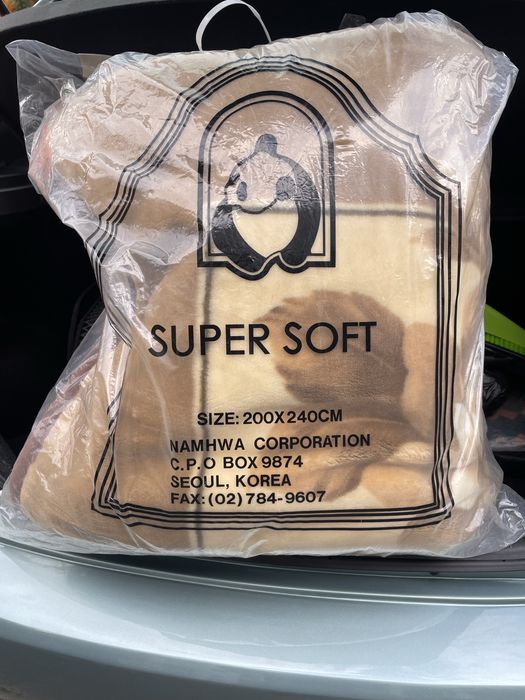 SUPER SOFT
SIZE: 200X240CM
NAMHWA CORPORATION
C.P.O BOX 9874
SEOUL, KOREA
FAX: (02) 784-9607